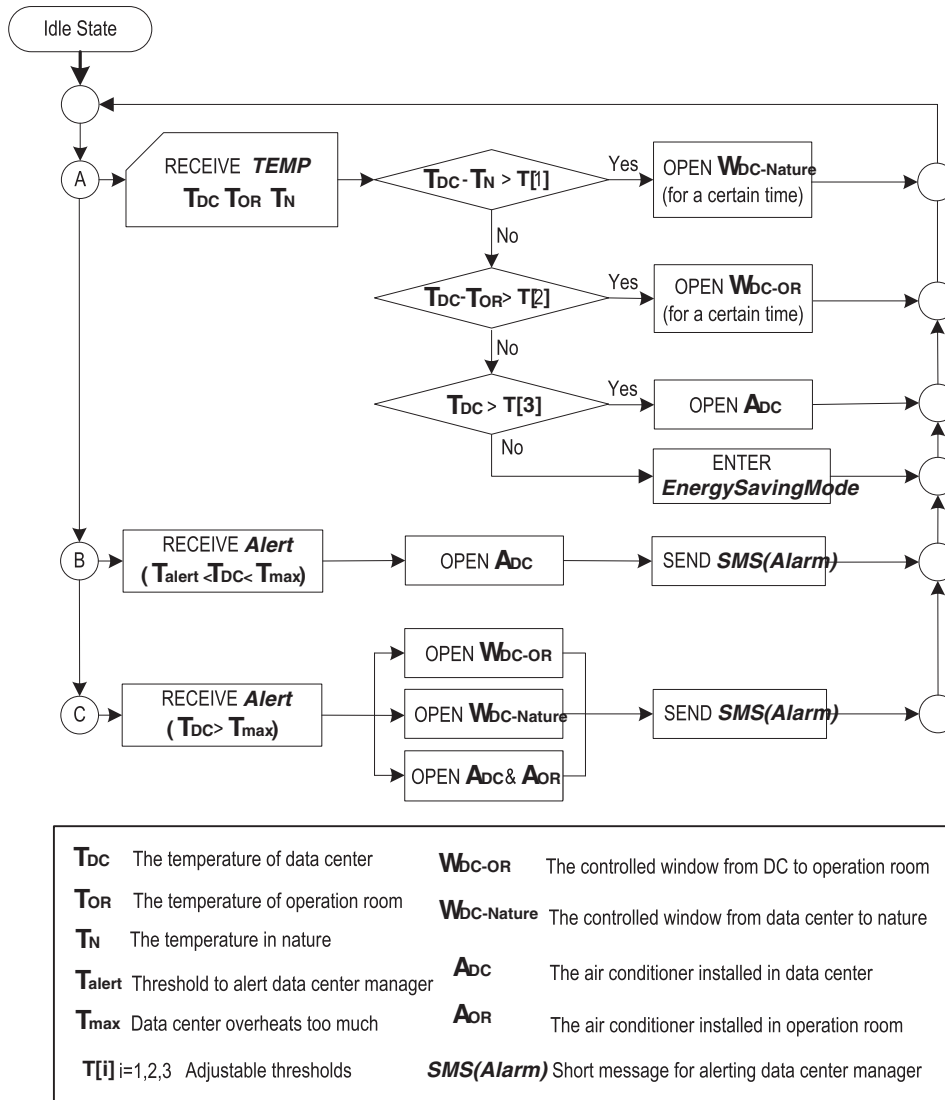 Idle State
A
RECEIVE TEMP
TDC TOR TN
TDC-TN > T[1]
Yes
OPEN WDC-Nature
(for a certain time)
No
TDC-TOR> T[2]
Yes
OPEN WDC-OR
(for a certain time)
No
TDC > T[3]
Yes
OPEN ADC
No
ENTER
EnergySavingMode
B
RECEIVE Alert
( Talert <TDC< Tmax)
OPEN ADC
SEND SMS(Alarm)
C
RECEIVE Alert
( TDC> Tmax)
OPEN WDC-OR
OPEN WDC-Nature
OPEN ADC & AOR
SEND SMS(Alarm)
TDC The temperature of data center
TOR The temperature of operation room
TN The temperature in nature
Talert Threshold to alert data center manager
Tmax Data center overheats too much
T[i] i=1,2,3 Adjustable thresholds
WDC-OR The controlled window from DC to operation room
WDC-Nature The controlled window from data center to nature
ADC The air conditioner installed in data center
AOR The air conditioner installed in operation room
SMS(Alarm) Short message for alerting data center manager